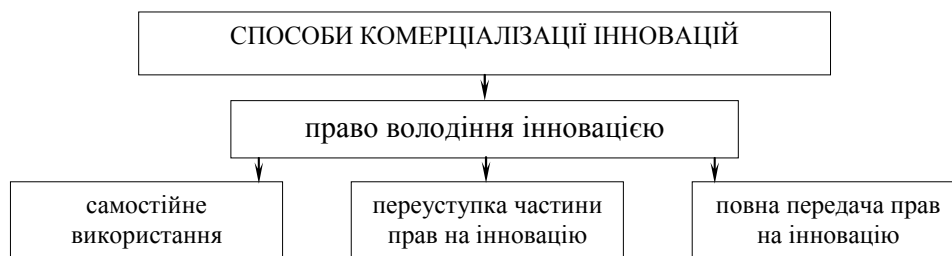 СПОСОБИ КОМЕРЦІАЛІЗАЦІЇ ІННОВАЦІЙ
право володіння інновацією
самостійне
використання
переуступка частини
прав на інновацію
повна передача прав
на інновацію